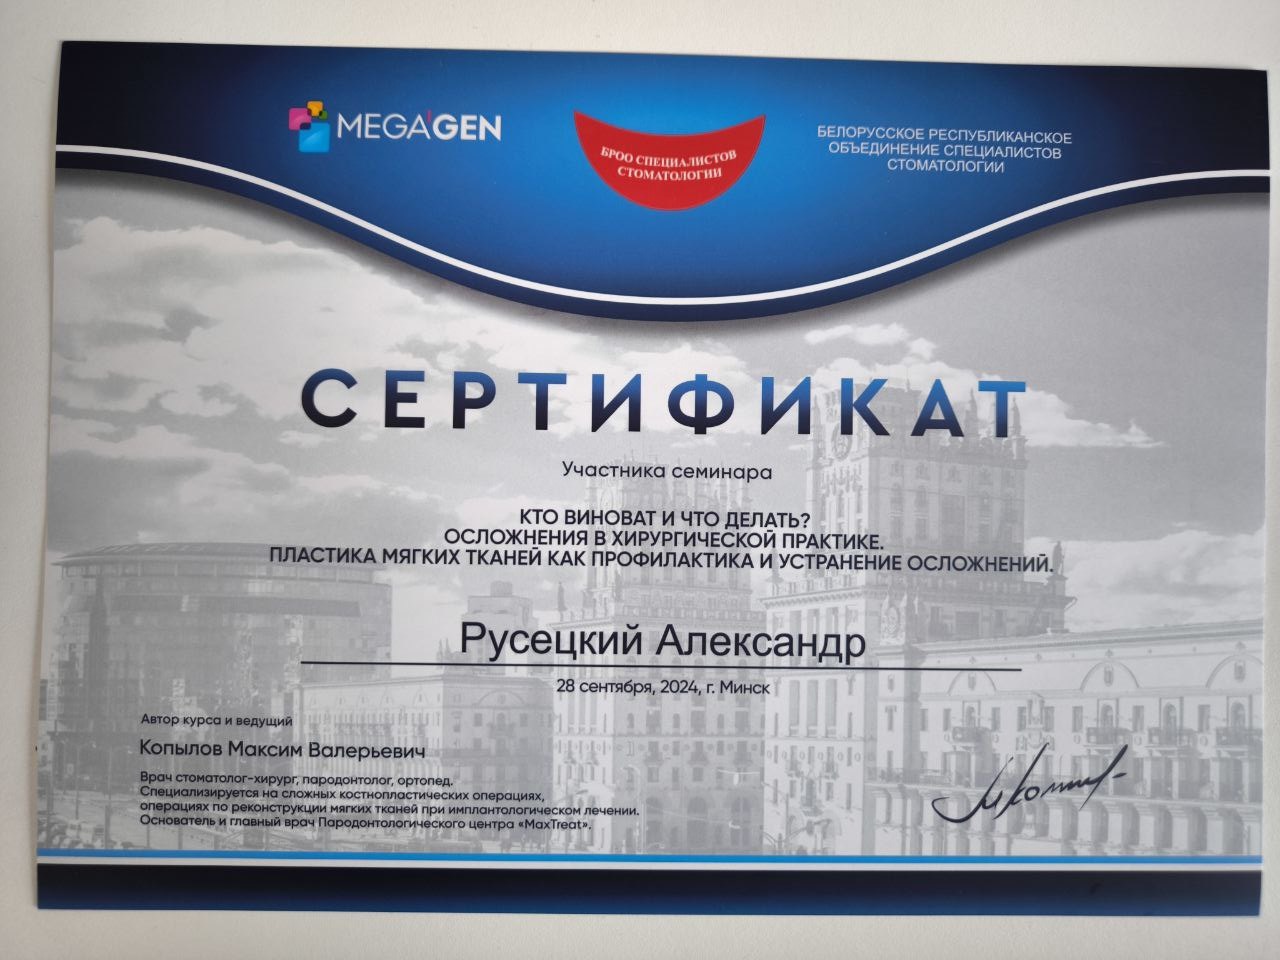 MEGA'GEN
БРОО СПЕЦИАЛИСТОВ
СТОМАТОЛОГИИ
БЕЛОРУССКОЕ РЕСПУБЛИКАНСКОЕ
ОБЪЕДИНЕНИЕ СПЕЦИАЛИСТОВ
СТОМАТОЛОГИИ
СЕРТИФИКАТ
Участника семинара
КТО ВИНОВАТ И ЧТО ДЕЛАТЬ?
ОСЛОЖНЕНИЯ В ХИРУРГИЧЕСКОЙ ПРАКТИКЕ.
ПЛАСТИКА МЯГКИХ ТКАНЕЙ КАК ПРОФИЛАКТИКА И УСТРАНЕНИЕ ОСЛОЖНЕНИЙ.
Русецкий Александр
28 сентября, 2024, г. Минск
Автор курса и ведущий
Копылов Максим Валерьевич
Врач стоматолог-хирург, пародонтолог, ортопед.
Специализируется на сложных костнопластических операциях,
операциях по реконструкции мягких тканей при имплантологическом лечении.
Основатель и главный врач Пародонтологического центра «MaxTreat».